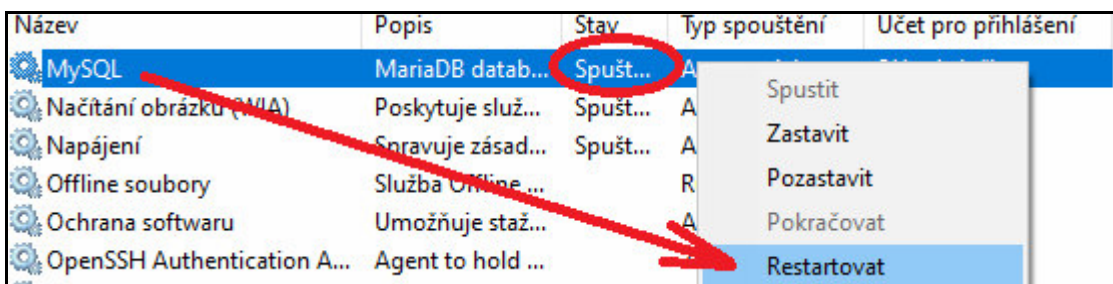 Název Popis Stav Typ spouštění Účet pro přihlášení
MySQL MariaDB datab... Spušt... A
Načítání obrázků (WIA) Poskytuje služ... Spušt... A
Napájení Spravuje zásad... Spušt... A
Offline soubory Služba Offline ... R
Ochrana softwaru Umožňuje staž... A
OpenSSH Authentication A... Agent to hold ...
Spustit
Zastavit
Pozastavit
Pokračovat
Restartovat